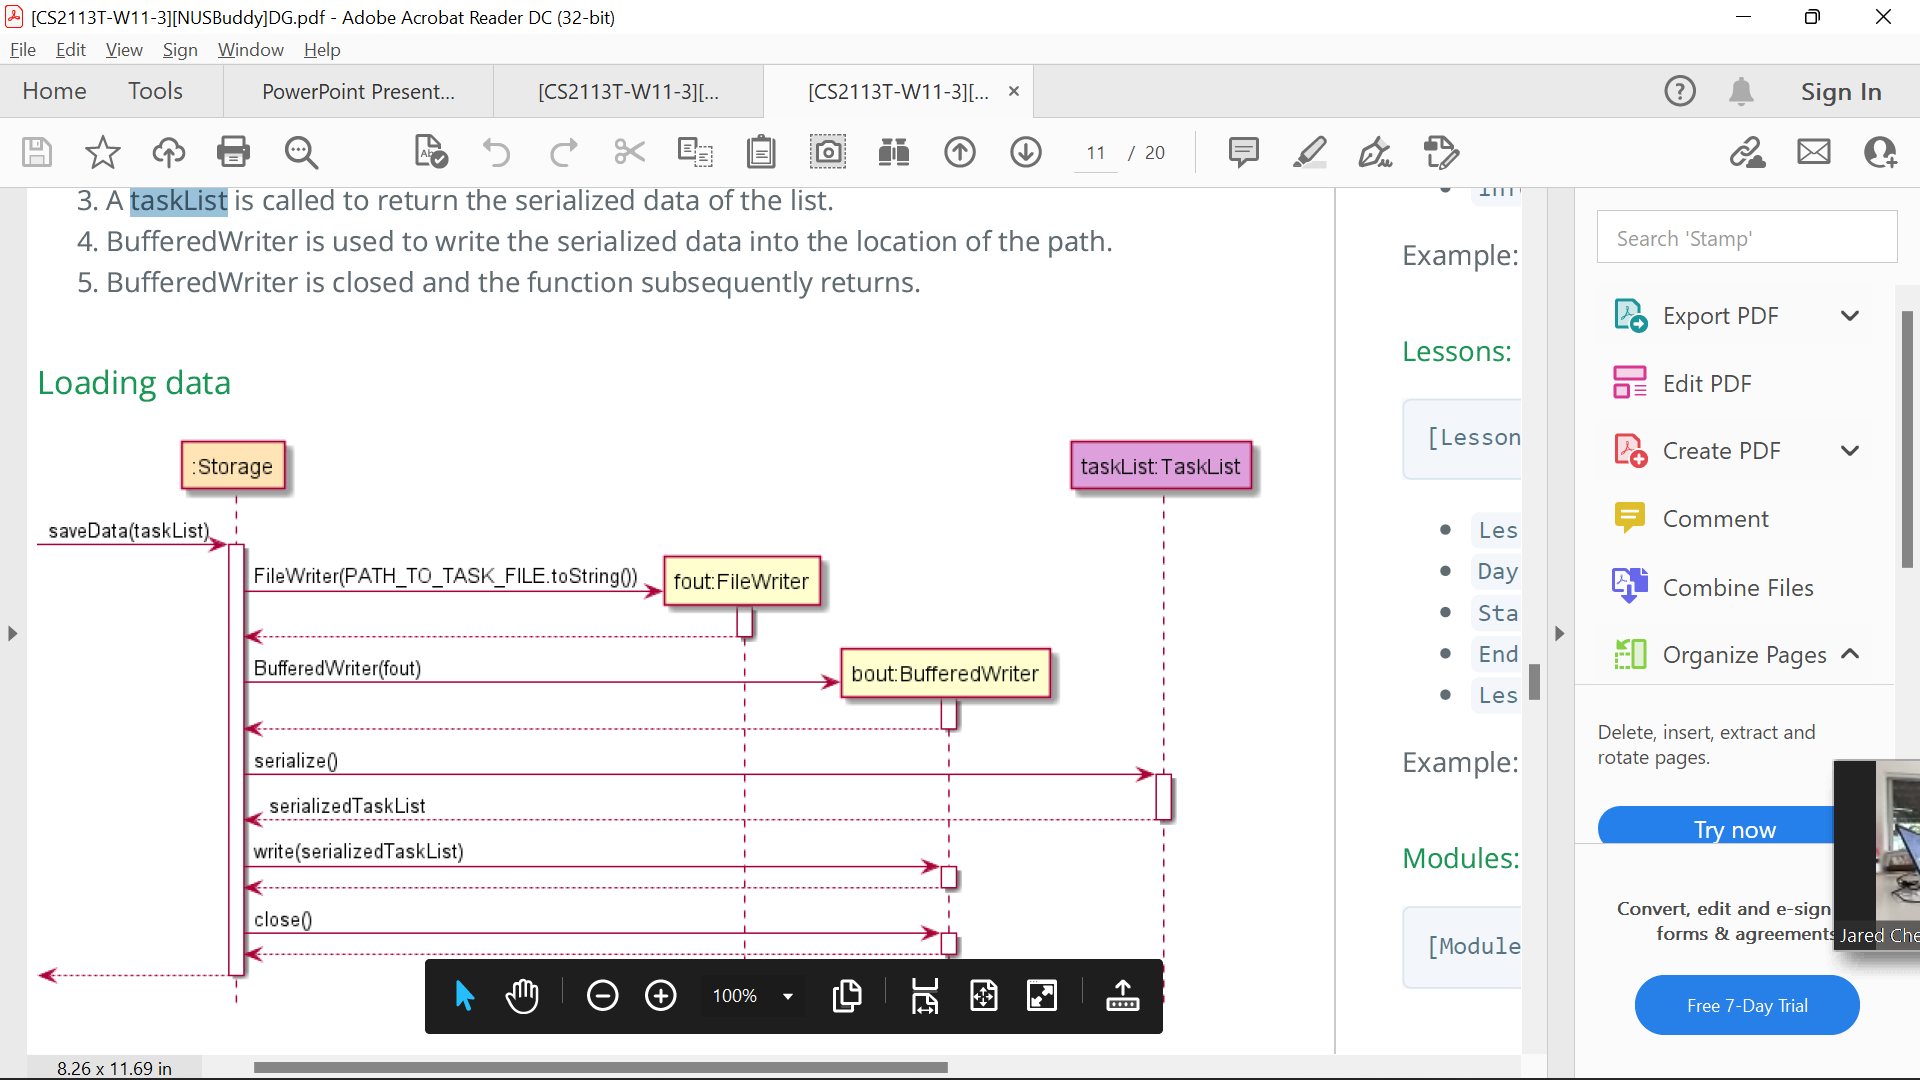 [CS2113T-W11-3][NUSBuddy]DG.pdf - Adobe Acrobat Reader DC (32-bit)
File Edit View Sign Window Help
Home Tools PowerPoint Present... [CS2113T-W11-3][... [CS2113T-W11-3][... × ? Sign In
11 / 20
3. A taskList is called to return the serialized data of the list.
4. BufferedWriter is used to write the serialized data into the location of the path.
5. BufferedWriter is closed and the function subsequently returns.
Loading data
:Storage
taskList:TaskList
saveData(taskList)
FileWriter(PATH_TO_TASK_FILE.toString())
fout:FileWriter
BufferedWriter(fout)
bout:BufferedWriter
serialize()
serializedTaskList
write(serializedTaskList)
close()
100%
8.26 x 11.69 in
Example:
Lessons:
[Lesson
Les
Day
Sta
End
Les
Example:
Modules:
[Module
Search 'Stamp'
Export PDF
Edit PDF
Create PDF
Comment
Combine Files
Organize Pages
Delete, insert, extract and
rotate pages.
Try now
Convert, edit and e-sign
forms & agreements
Jared Che
Free 7-Day Trial